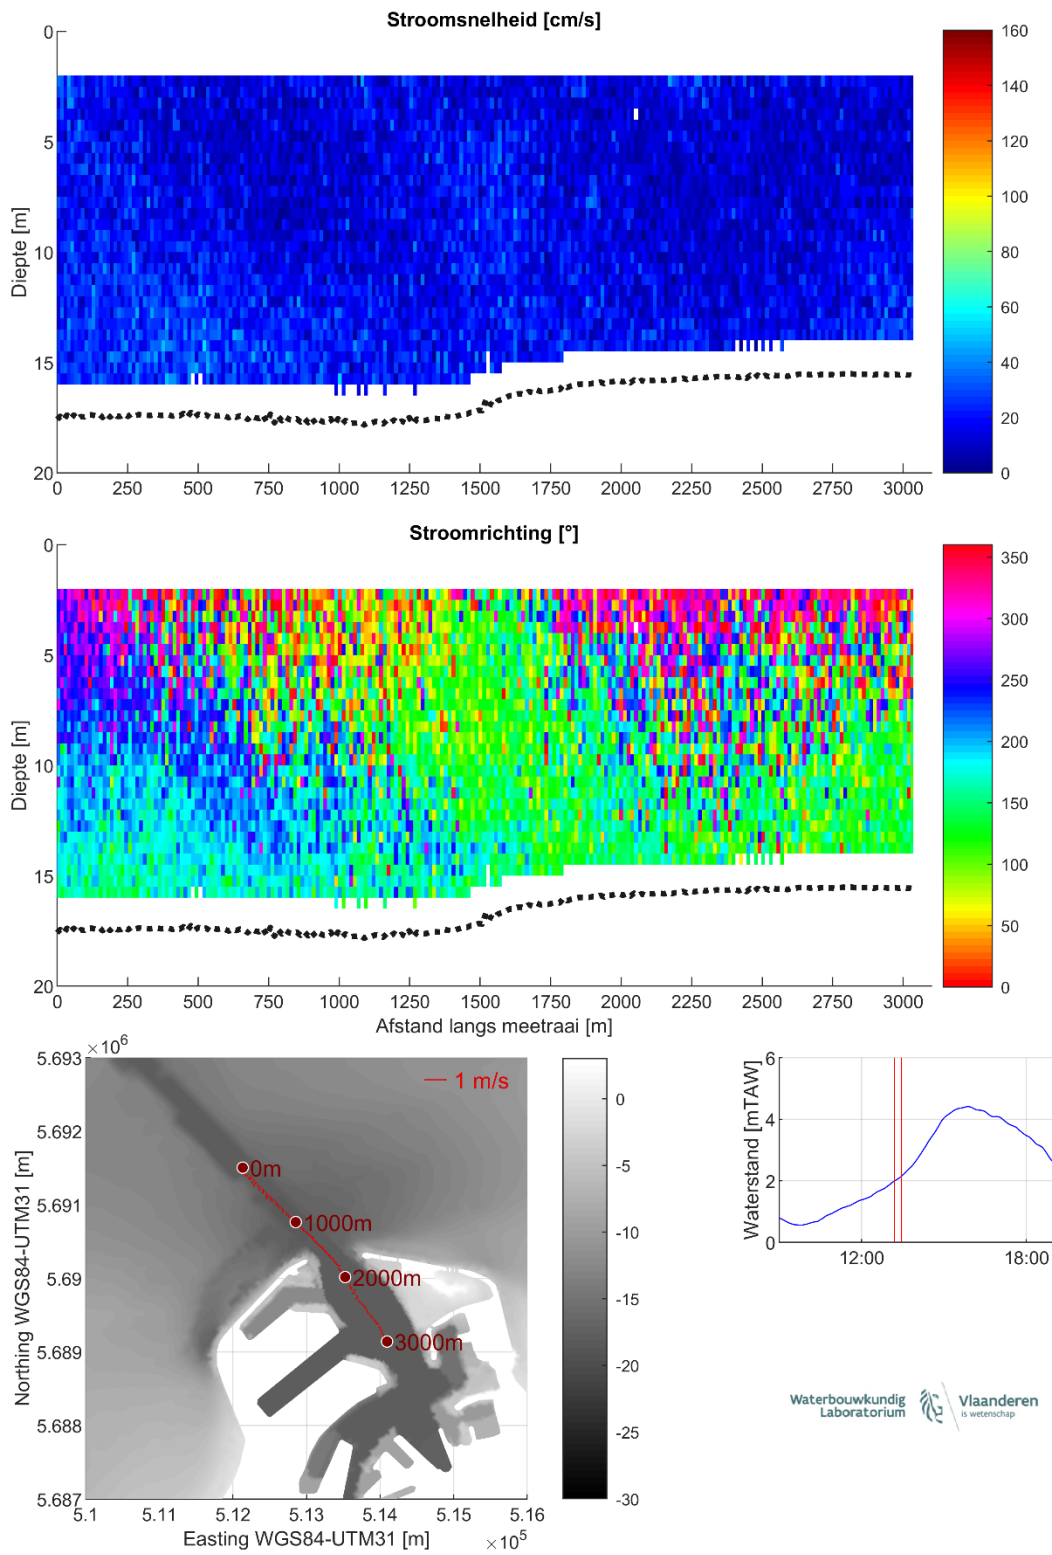 Stroomsnelheid [cm/s]
0
5
10
15
20
Diepte [m]
0 250 500 750 1000 1250 1500 1750 2000 2250 2500 2750 3000
160
140
120
100
80
60
40
20
0
Stroomrichting [°]
0
5
10
15
20
Diepte [m]
0 250 500 750 1000 1250 1500 1750 2000 2250 2500 2750 3000
Afstand langs meetraai [m]
350
300
250
200
150
100
50
0
×10⁶
5.693
5.692
5.691
5.69
5.689
5.688
5.687
Northing WGS84-UTM31 [m]
1 m/s
0m
1000m
2000m
3000m
5.1 5.11 5.12 5.13 5.14 5.15 5.16
Easting WGS84-UTM31 [m]
×10⁵
0
-5
-10
-15
-20
-25
-30
Waterstand [mTAW]
6
4
2
0
12:00 18:00
Waterbouwkundig
Laboratorium
Vlaanderen
is wetenschap